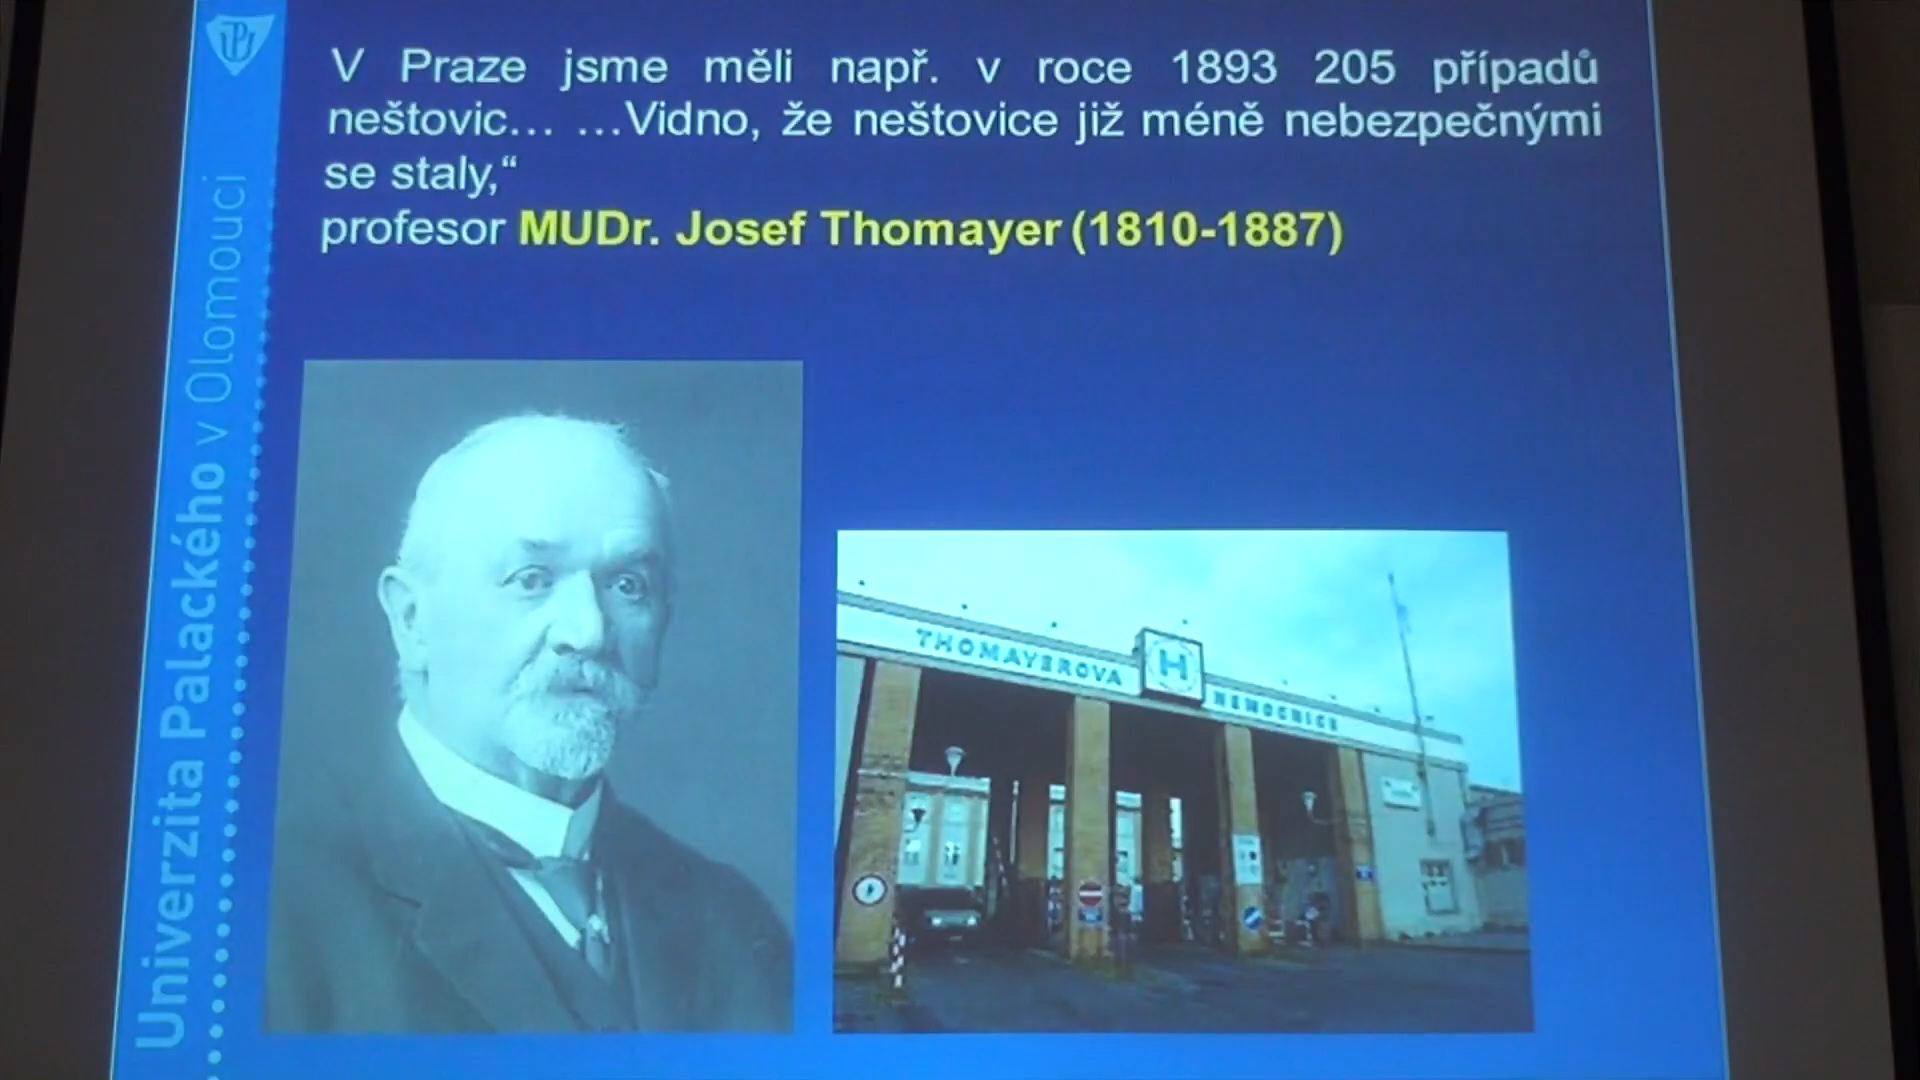 V Praze jsme měli např. v roce 1893 205 případů
neštovic... ...Vidno, že neštovice již méně nebezpečnými
se staly,“
profesor MUDr. Josef Thomayer (1810-1887)
Univerzita Palackého v Olomouci
THOMAYEROVA H NEMOCNICE